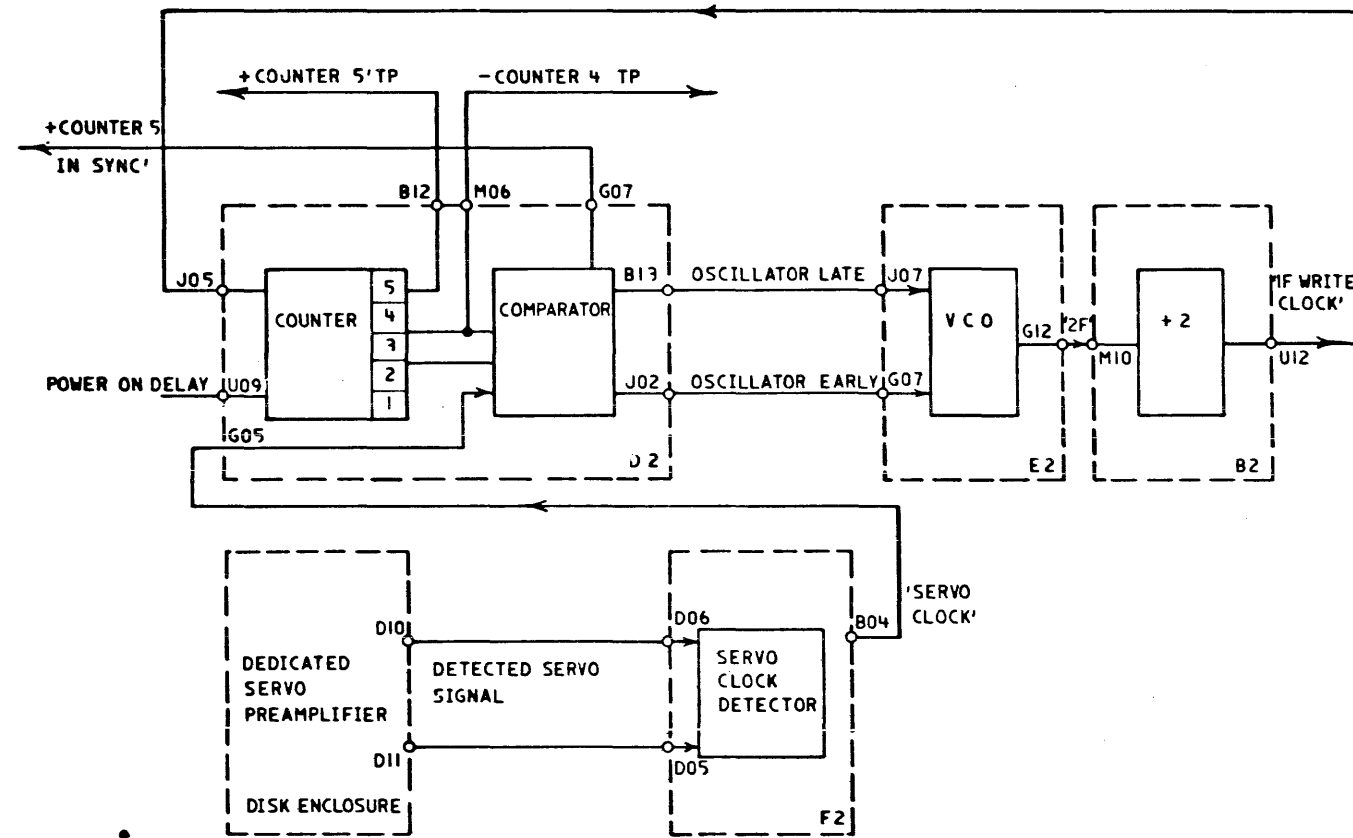 +COUNTER 5'TP
-COUNTER 4 TP
+COUNTER 5
IN SYNC'
B12
M06
G07
J05
COUNTER
5
4
3
2
1
COMPARATOR
B13
OSCILLATOR LATE
J07
VCO
G12
'2F'
M10
+2
'1F WRITE
CLOCK'
U12
POWER ON DELAY
U09
J02
OSCILLATOR EARLY
G07
G05
D2
E2
B2
'SERVO
CLOCK'
D10
D06
B04
DEDICATED
SERVO
PREAMPLIFIER
DETECTED SERVO
SIGNAL
SERVO
CLOCK
DETECTOR
D11
D05
DISK ENCLOSURE
F2